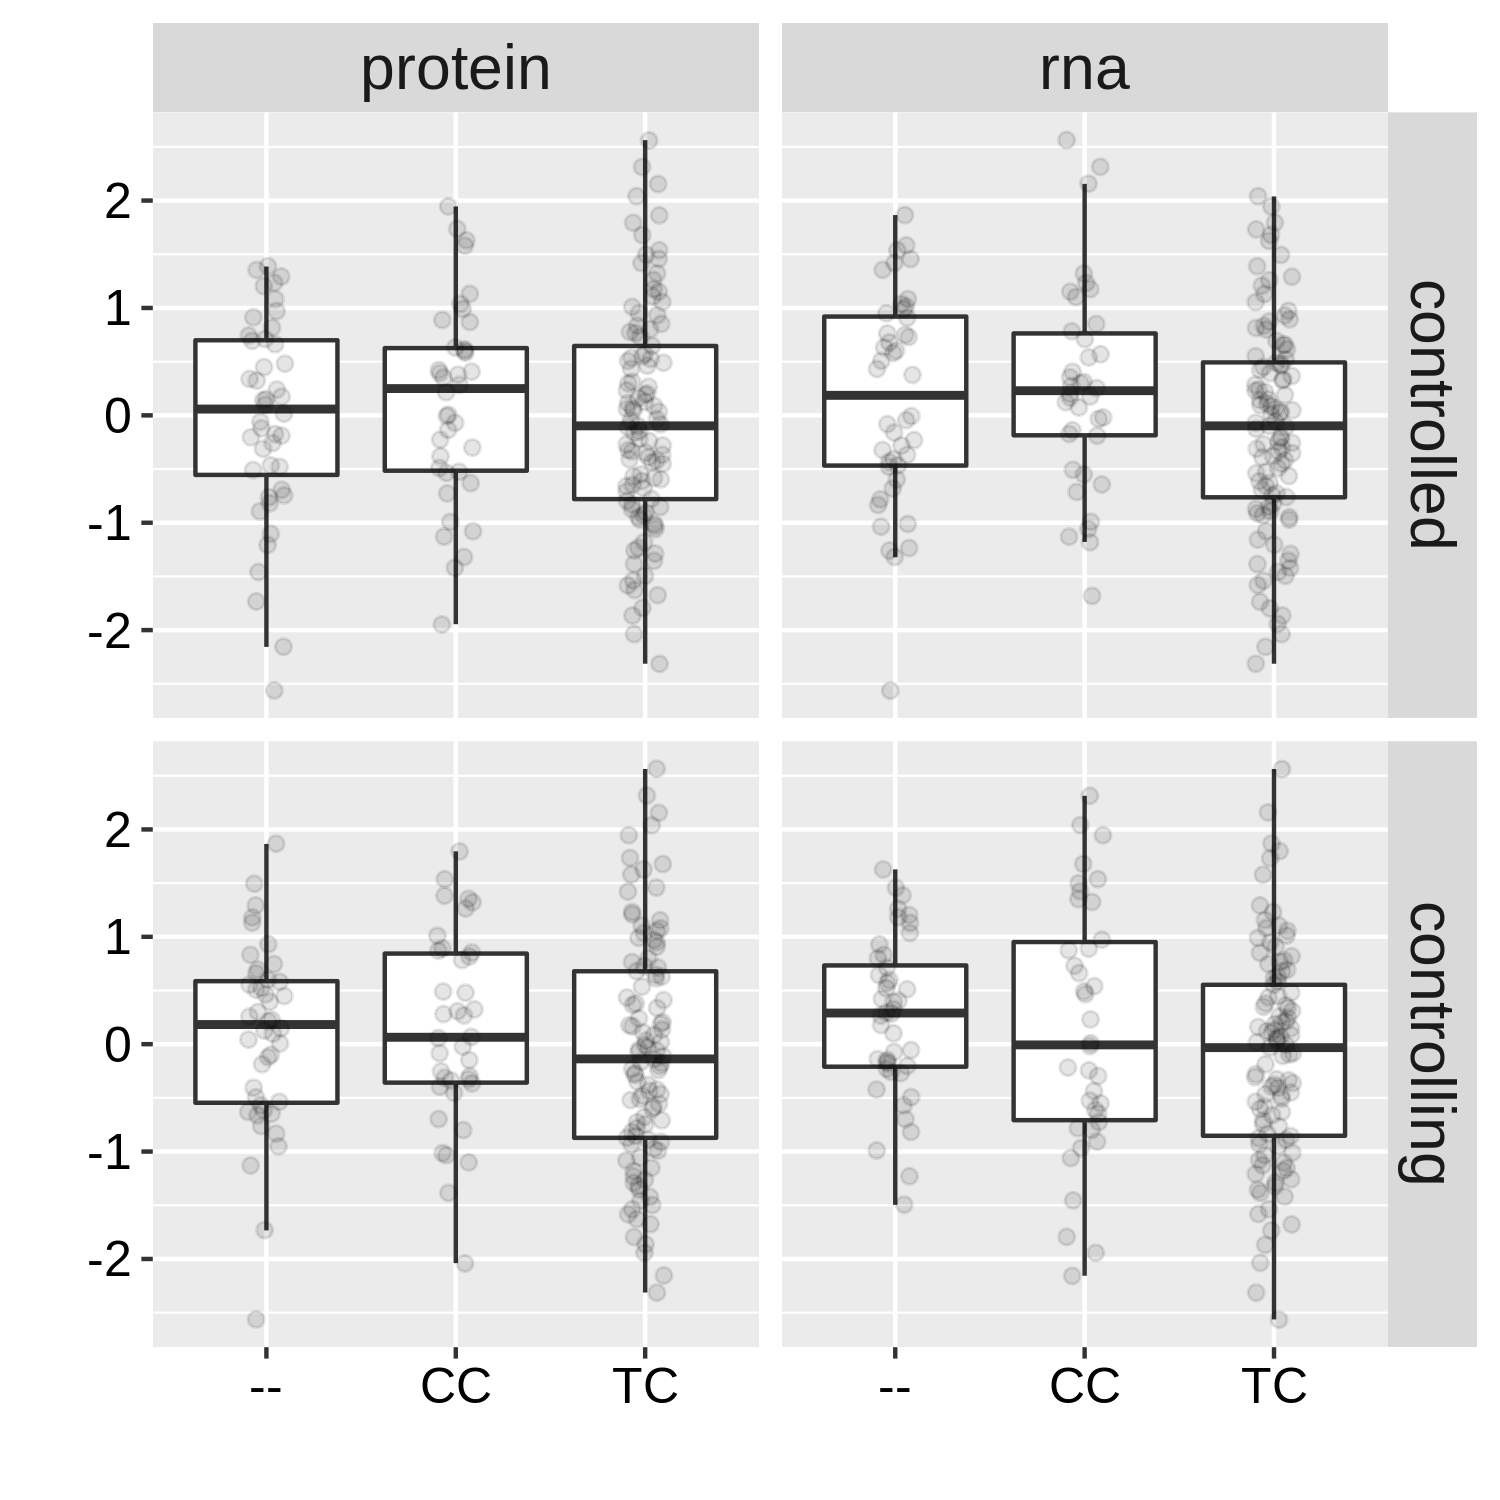 protein
rna
2
1
0
-1
-2
controlled
2
1
0
-1
-2
controlling
--
CC
TC
--
CC
TC